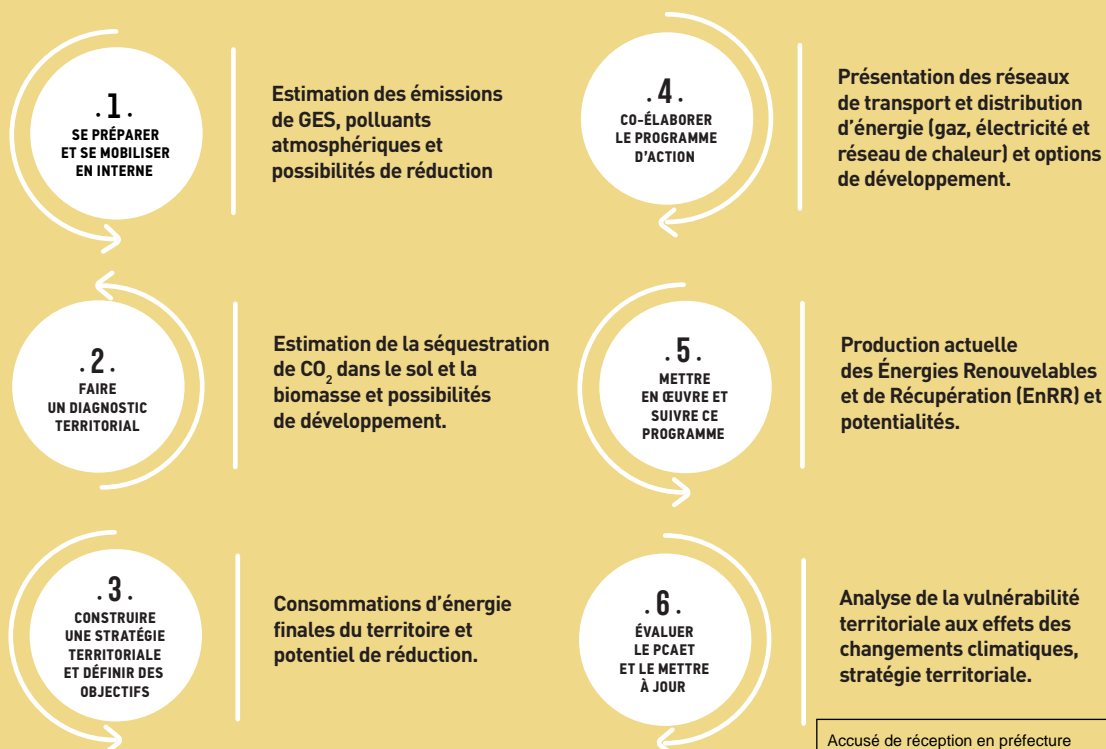 .1.
SE PRÉPARER
ET SE MOBILISER
EN INTERNE
Estimation des émissions
de GES, polluants
atmosphériques et
possibilités de réduction
.2.
FAIRE
UN DIAGNOSTIC
TERRITORIAL
Estimation de la séquestration
de CO₂ dans le sol et la
biomasse et possibilités
de développement.
.3.
CONSTRUIRE
UNE STRATÉGIE
TERRITORIALE
ET DÉFINIR DES
OBJECTIFS
Consommations d’énergie
finales du territoire et
potentiel de réduction.
.4.
CO-ÉLABORER
LE PROGRAMME
D’ACTION
Présentation des réseaux
de transport et distribution
d’énergie (gaz, électricité et
réseau de chaleur) et options
de développement.
.5.
METTRE
EN ŒUVRE ET
SUIVRE CE
PROGRAMME
Production actuelle
des Énergies Renouvelables
et de Récupération (EnRR) et
potentialités.
.6.
ÉVALUER
LE PCAET
ET LE METTRE
À JOUR
Analyse de la vulnérabilité
territoriale aux effets des
changements climatiques,
stratégie territoriale.
Accusé de réception en préfecture